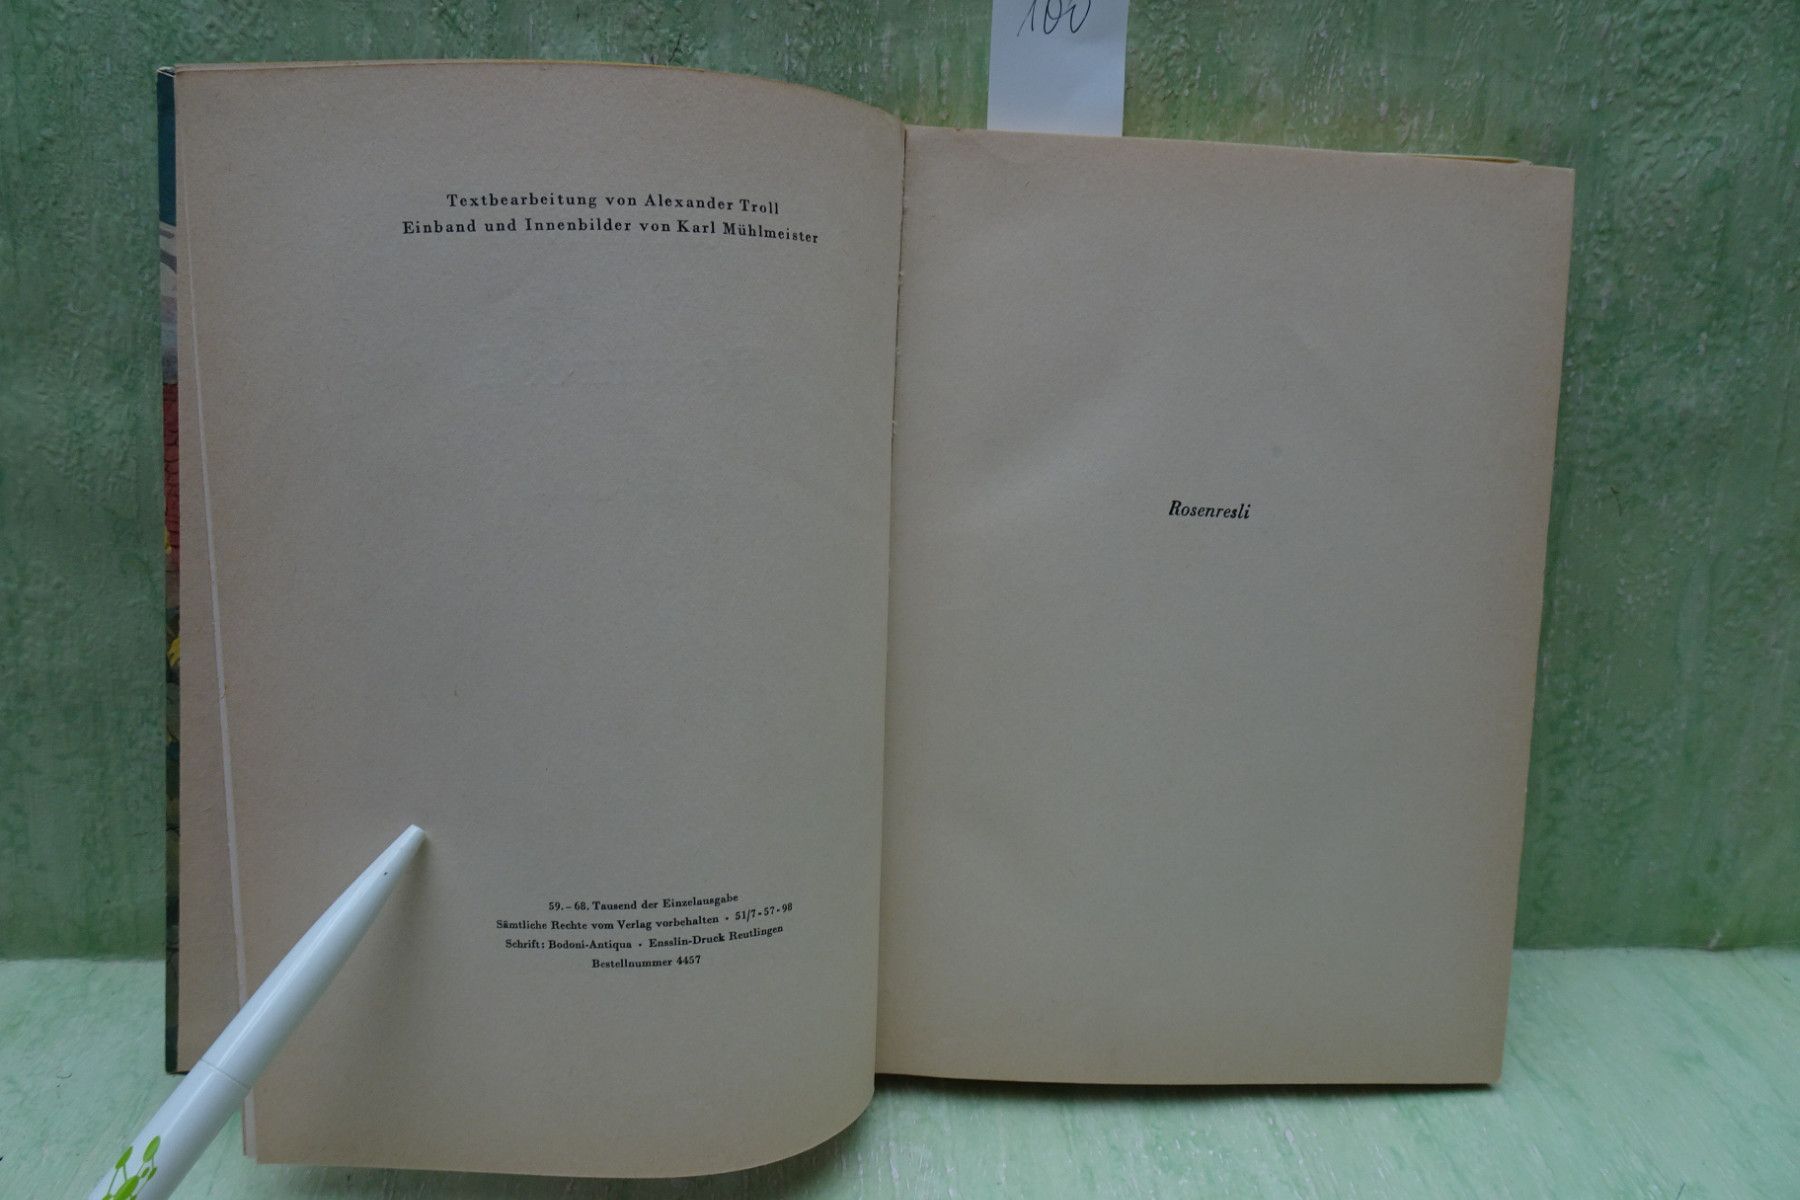 100
Textbearbeitung von Alexander Troll
Einband und Innenbilder von Karl Mühlmeister
59.–68. Tausend der Einzelausgabe
Sämtliche Rechte vom Verlag vorbehalten • 51/7-57-98
Schrift: Bodoni-Antiqua • Ensslin-Druck Reutlingen
Bestellnummer 4457
Rosenresli